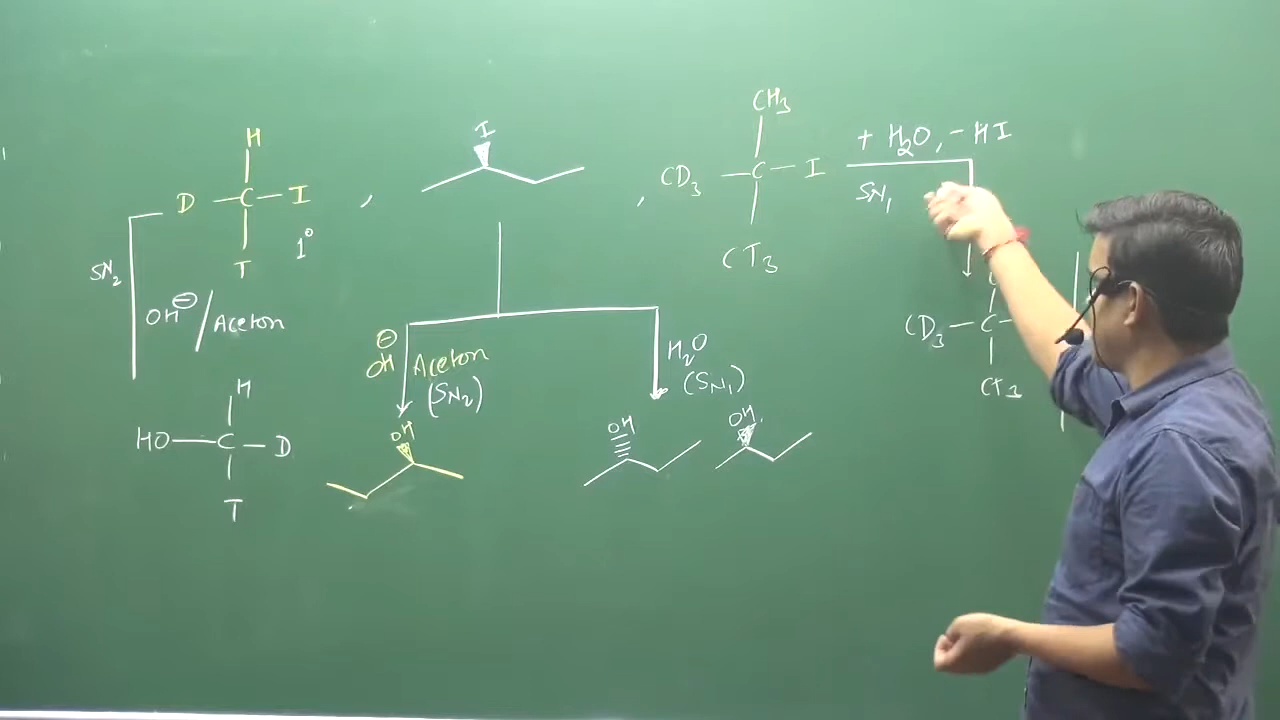 H
D — C — I
T
1°
SN2
OH⊖ / Aceton
H
HO — C — D
T
,
I
⊖
OH
Aceton
(SN2)
OH
H2O
(SN1)
OH
OH
,
CH3
CD3 — C — I
CT3
+ H2O, - HI
SN1
CD3 — C —
CT3